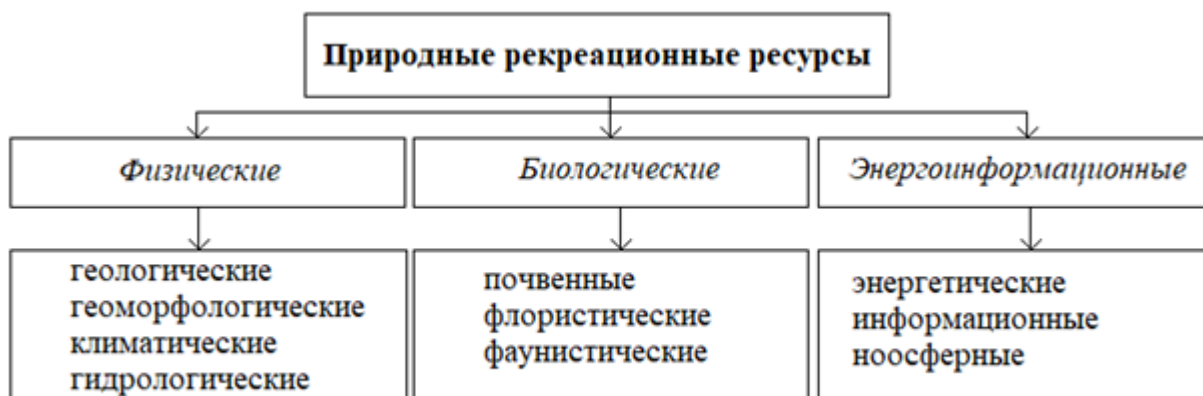 Природные рекреационные ресурсы
Физические
Биологические
Энергоинформационные
геологические
геоморфологические
климатические
гидрологические
почвенные
флористические
фаунистические
энергетические
информационные
ноосферные